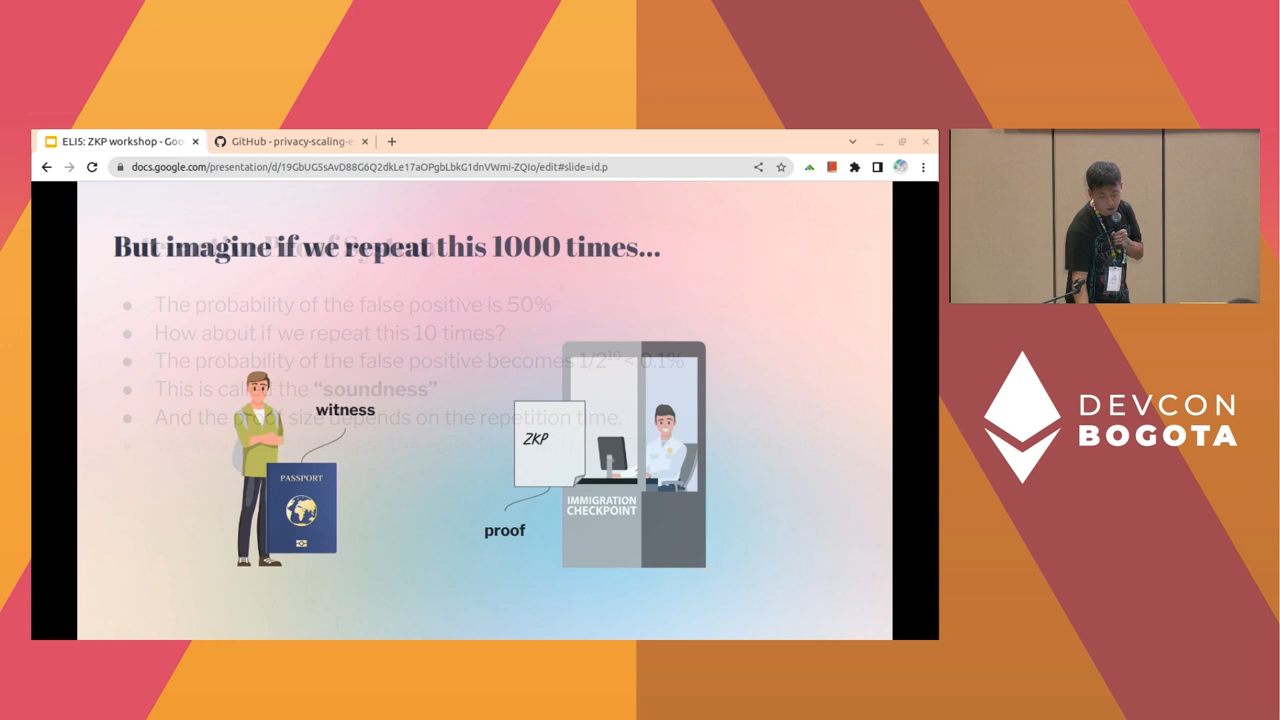 ELI5: ZKP workshop - Goo
GitHub - privacy-scaling-e
docs.google.com/presentation/d/19GbUG5sAvD88G6Q2dkLe17aOPgbLbkG1dnVWmi-ZQIo/edit#slide=id.p
But imagine if we repeat this 1000 times...
● The probability of the false positive is 50%
● How about if we repeat this 10 times?
● The probability of the false positive becomes 1/2¹⁰ < 0.1%
● This is called the “soundness”
● And the proof size depends on the repetition time.
witness
PASSPORT
ZKP
IMMIGRATION
CHECKPOINT
proof
DEVCON
BOGOTA